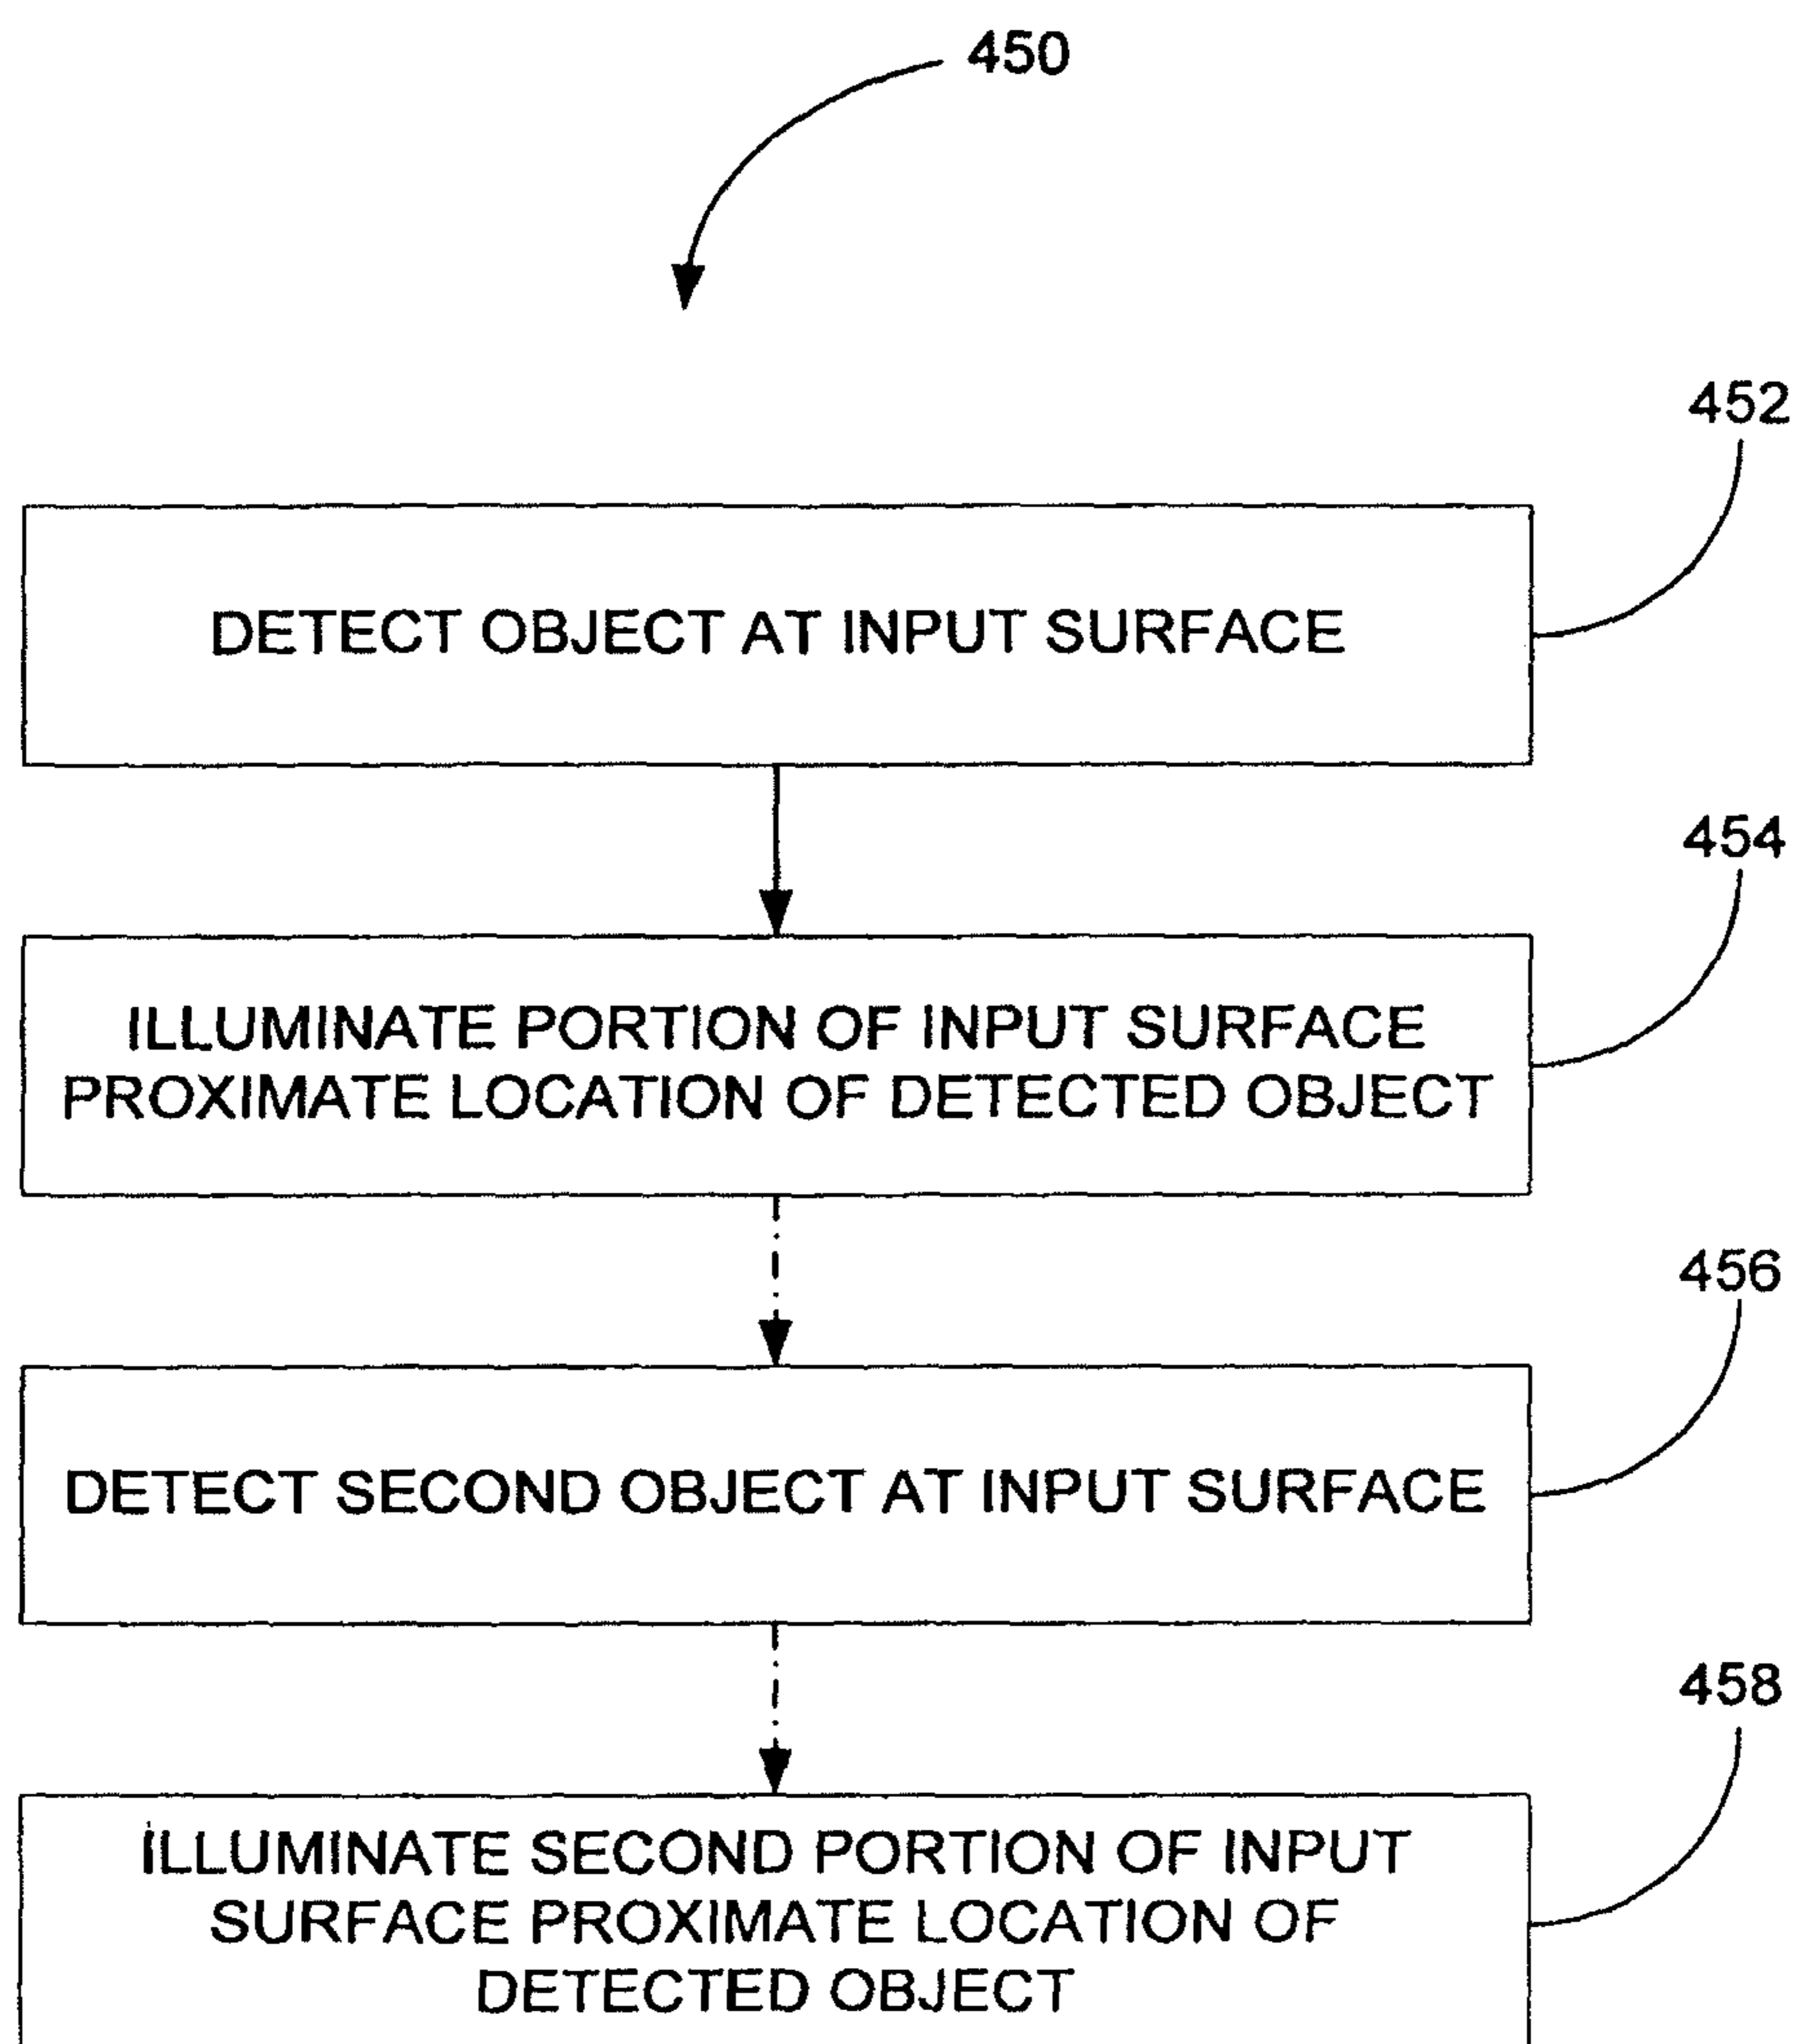 450
452
DETECT OBJECT AT INPUT SURFACE
454
ILLUMINATE PORTION OF INPUT SURFACE
PROXIMATE LOCATION OF DETECTED OBJECT
456
DETECT SECOND OBJECT AT INPUT SURFACE
458
ILLUMINATE SECOND PORTION OF INPUT
SURFACE PROXIMATE LOCATION OF
DETECTED OBJECT